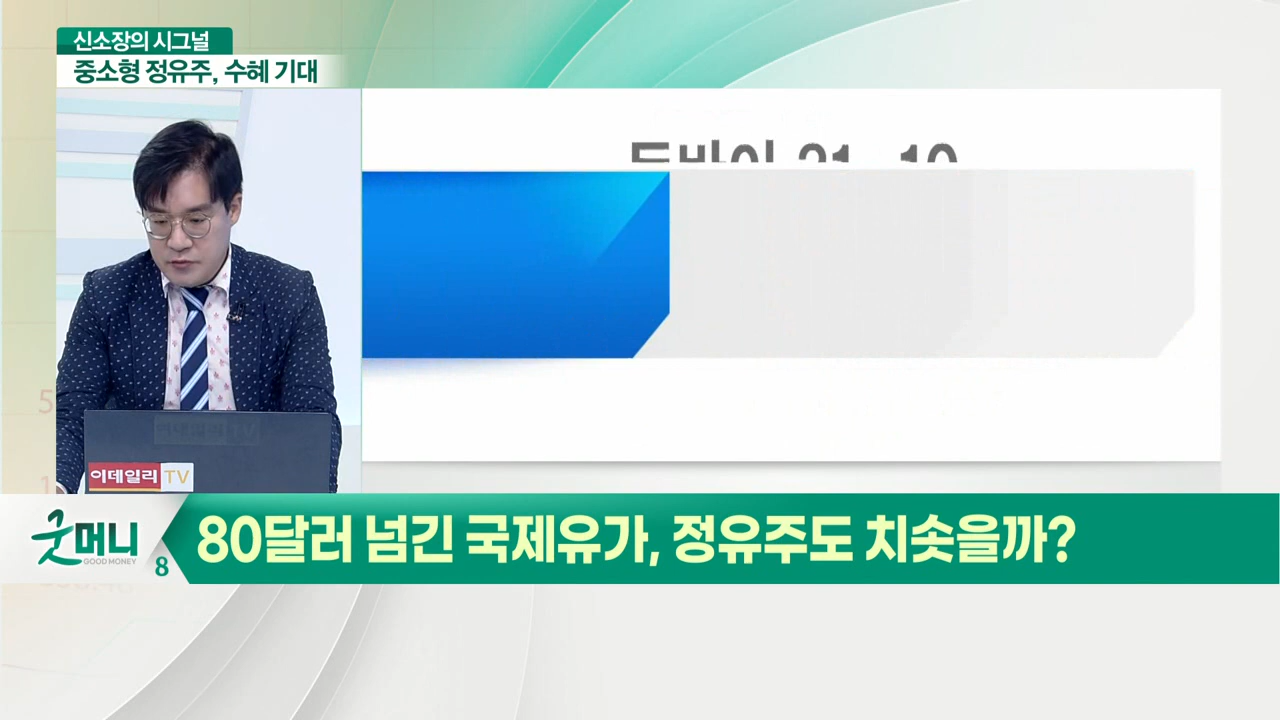 신소장의 시그널
중소형 정유주, 수혜 기대
이데일리 TV
굿머니
GOOD MONEY
8
80달러 넘긴 국제유가, 정유주도 치솟을까?